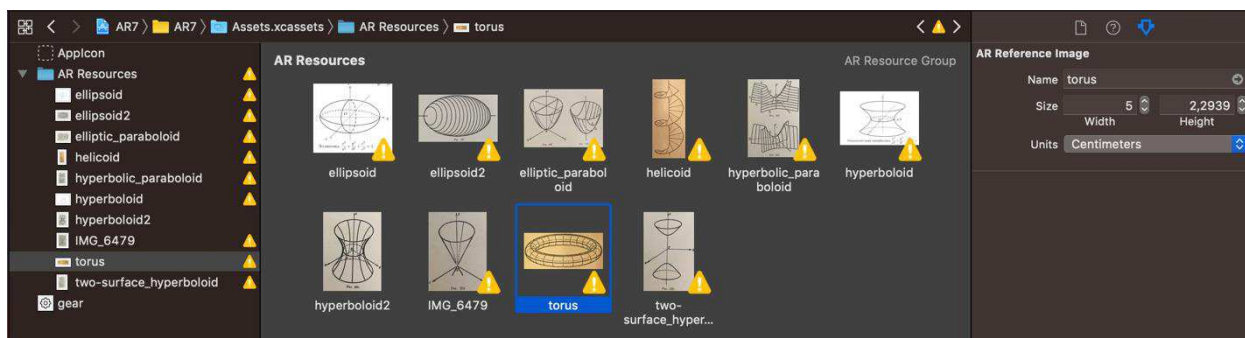 AR7 〉 AR7 〉 Assets.xcassets 〉 AR Resources 〉 torus
AppIcon
AR Resources
ellipsoid
ellipsoid2
elliptic_paraboloid
helicoid
hyperbolic_paraboloid
hyperboloid
hyperboloid2
IMG_6479
torus
two-surface_hyperboloid
gear
AR Resources
AR Resource Group
ellipsoid
ellipsoid2
elliptic_parabol
oid
helicoid
hyperbolic_para
boloid
hyperboloid
hyperboloid2
IMG_6479
torus
two-
surface_hyper...
AR Reference Image
Name torus
Size 5 2,2939
Width Height
Units Centimeters